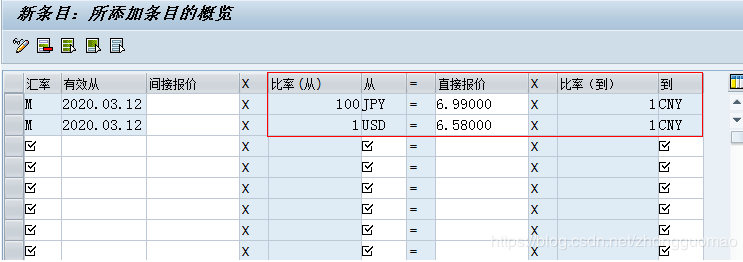 新条目：所添加条目的概览
汇率 有效从 间接报价 X 比率(从) 从 = 直接报价 X 比率（到） 到
M 2020.03.12 X 100 JPY = 6.99000 X 1 CNY
M 2020.03.12 X 1 USD = 6.58000 X 1 CNY
X = X
X = X
X = X
X = X
X = X
X = X
https://blog.csdn.net/zhongguomao